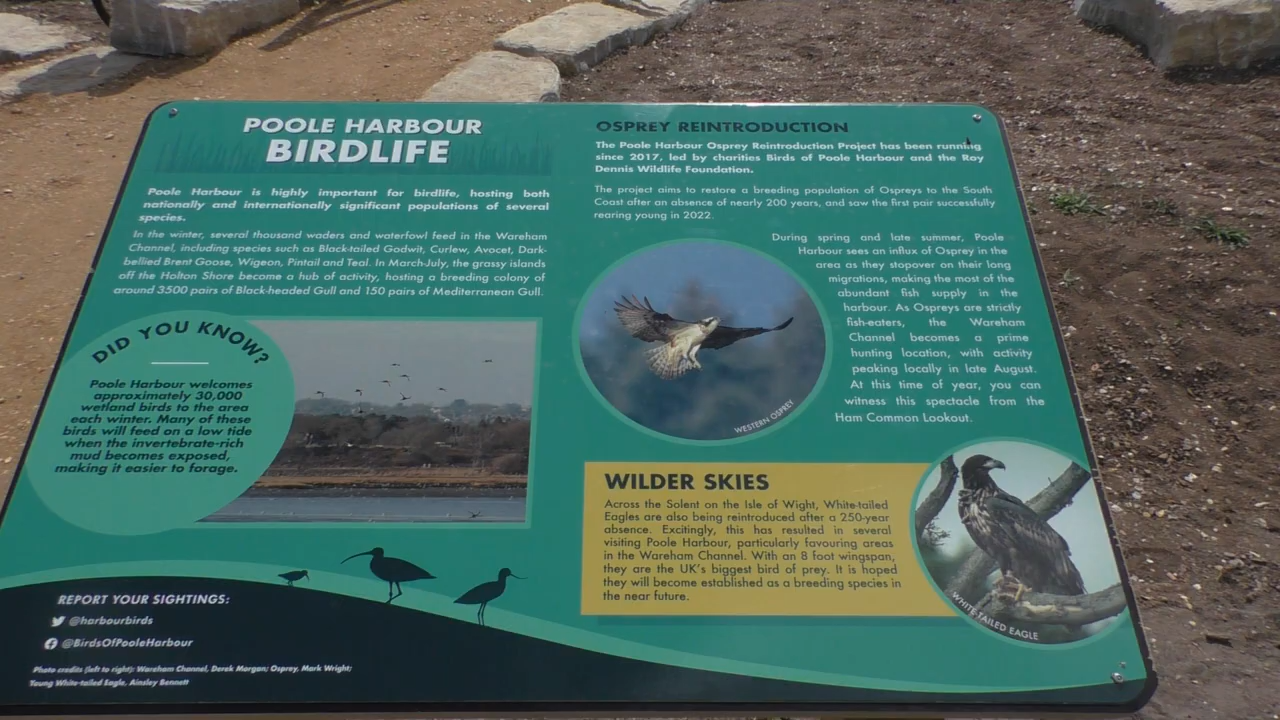 POOLE HARBOUR
BIRDLIFE
Poole Harbour is highly important for birdlife, hosting both
nationally and internationally significant populations of several
species.
In the winter, several thousand waders and waterfowl feed in the Wareham
Channel, including species such as Black-tailed Godwit, Curlew, Avocet, Dark-
bellied Brent Goose, Wigeon, Pintail and Teal. In March-July, the grassy islands
off the Holton Shore become a hub of activity, hosting a breeding colony of
around 3500 pairs of Black-headed Gull and 150 pairs of Mediterranean Gull.
DID YOU KNOW?
Poole Harbour welcomes
approximately 30,000
wetland birds to the area
each winter. Many of these
birds will feed on a low tide
when the invertebrate-rich
mud becomes exposed,
making it easier to forage.
REPORT YOUR SIGHTINGS:
@harbourbirds
@BirdsOfPooleHarbour
Photo credits (left to right): Wareham Channel, Derek Morgan; Osprey, Mark Wright;
Young White-tailed Eagle, Ainsley Bennett
OSPREY REINTRODUCTION
The Poole Harbour Osprey Reintroduction Project has been running
since 2017, led by charities Birds of Poole Harbour and the Roy
Dennis Wildlife Foundation.
The project aims to restore a breeding population of Ospreys to the South
Coast after an absence of nearly 200 years, and saw the first pair successfully
rearing young in 2022.
During spring and late summer, Poole
Harbour sees an influx of Osprey in the
area as they stopover on their long
migrations, making the most of the
abundant fish supply in the
harbour. As Ospreys are strictly
fish-eaters, the Wareham
Channel becomes a prime
hunting location, with activity
peaking locally in late August.
At this time of year, you can
witness this spectacle from the
Ham Common Lookout.
WESTERN OSPREY
WILDER SKIES
Across the Solent on the Isle of Wight, White-tailed
Eagles are also being reintroduced after a 250-year
absence. Excitingly, this has resulted in several
visiting Poole Harbour, particularly favouring areas
in the Wareham Channel. With an 8 foot wingspan,
they are the UK's biggest bird of prey. It is hoped
they will become established as a breeding species in
the near future.
WHITE-TAILED EAGLE